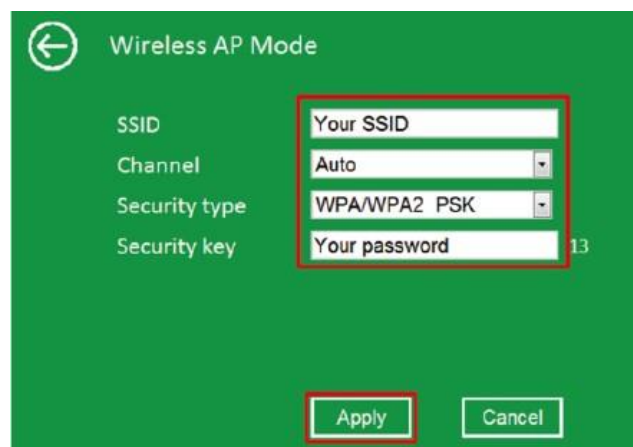 Wireless AP Mode
SSID Your SSID
Channel Auto
Security type WPA/WPA2 PSK
Security key Your password 13
Apply Cancel